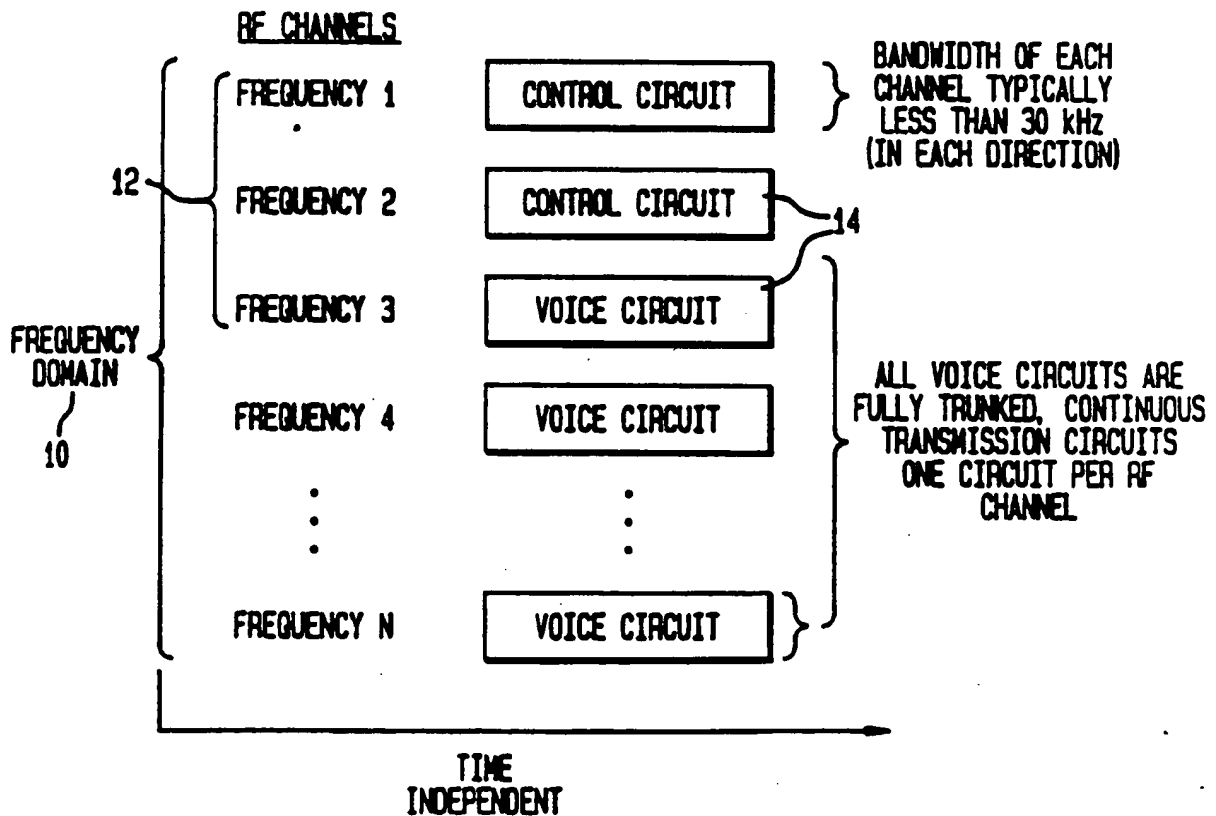 RF CHANNELS
FREQUENCY 1
CONTROL CIRCUIT
BANDWIDTH OF EACH
CHANNEL TYPICALLY
LESS THAN 30 kHz
(IN EACH DIRECTION)
12
FREQUENCY 2
CONTROL CIRCUIT
14
FREQUENCY 3
VOICE CIRCUIT
FREQUENCY
DOMAIN
10
FREQUENCY 4
VOICE CIRCUIT
ALL VOICE CIRCUITS ARE
FULLY TRUNKED, CONTINUOUS
TRANSMISSION CIRCUITS
ONE CIRCUIT PER RF
CHANNEL
FREQUENCY N
VOICE CIRCUIT
TIME
INDEPENDENT